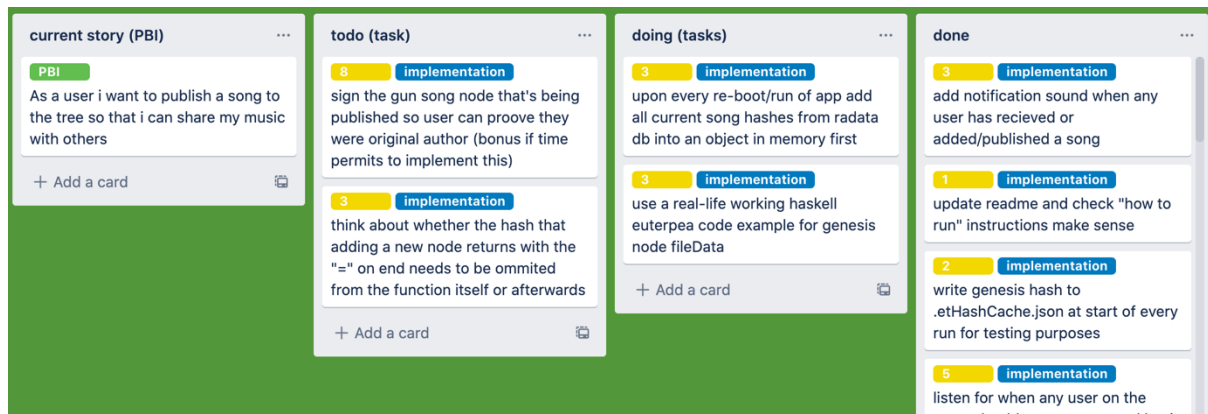 current story (PBI)
PBI
As a user i want to publish a song to
the tree so that i can share my music
with others
+ Add a card
todo (task)
8 implementation
sign the gun song node that's being
published so user can proove they
were original author (bonus if time
permits to implement this)
3 implementation
think about whether the hash that
adding a new node returns with the
"=" on end needs to be ommited
from the function itself or afterwards
+ Add a card
doing (tasks)
3 implementation
upon every re-boot/run of app add
all current song hashes from radata
db into an object in memory first
3 implementation
use a real-life working haskell
euterpea code example for genesis
node fileData
+ Add a card
done
3 implementation
add notification sound when any
user has recieved or
added/published a song
1 implementation
update readme and check "how to
run" instructions make sense
2 implementation
write genesis hash to
.etHashCache.json at start of every
run for testing purposes
5 implementation
listen for when any user on the